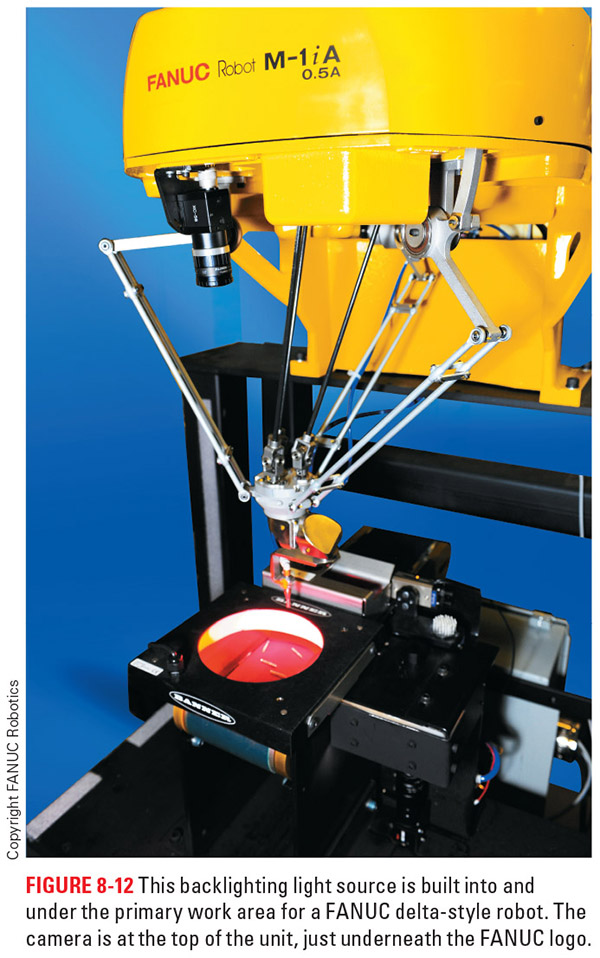 FANUC Robot M-1iA
0.5A
BANNER
BANNER
Copyright FANUC Robotics
FIGURE 8-12 This backlighting light source is built into and
under the primary work area for a FANUC delta-style robot. The
camera is at the top of the unit, just underneath the FANUC logo.